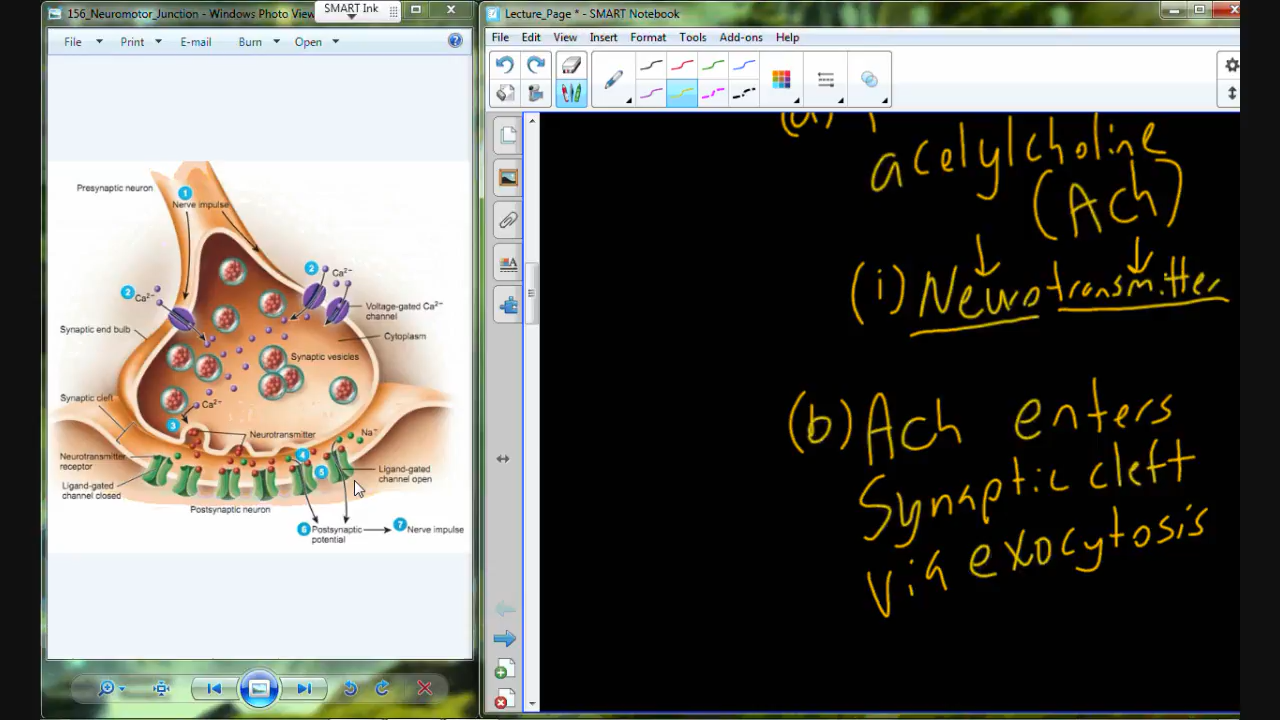 156_Neuromotor_Junction - Windows Photo View
SMART Ink
File Print E-mail Burn Open
Presynaptic neuron
1
Nerve impulse
2
Ca²⁻
2
Ca²⁻
Voltage-gated Ca²⁻
channel
Synaptic end bulb
Cytoplasm
Synaptic vesicles
Synaptic cleft
Ca²⁻
3
Neurotransmitter
Na⁻
4
Neurotransmitter
receptor
5
Ligand-gated
channel open
Ligand-gated
channel closed
Postsynaptic neuron
6
Postsynaptic
potential
7
Nerve impulse
Lecture_Page * - SMART Notebook
File Edit View Insert Format Tools Add-ons Help
acelylcholine
(Ach)
(i) Neurotransmitter
(b) Ach enters
Synaptic cleft
via exocytosis